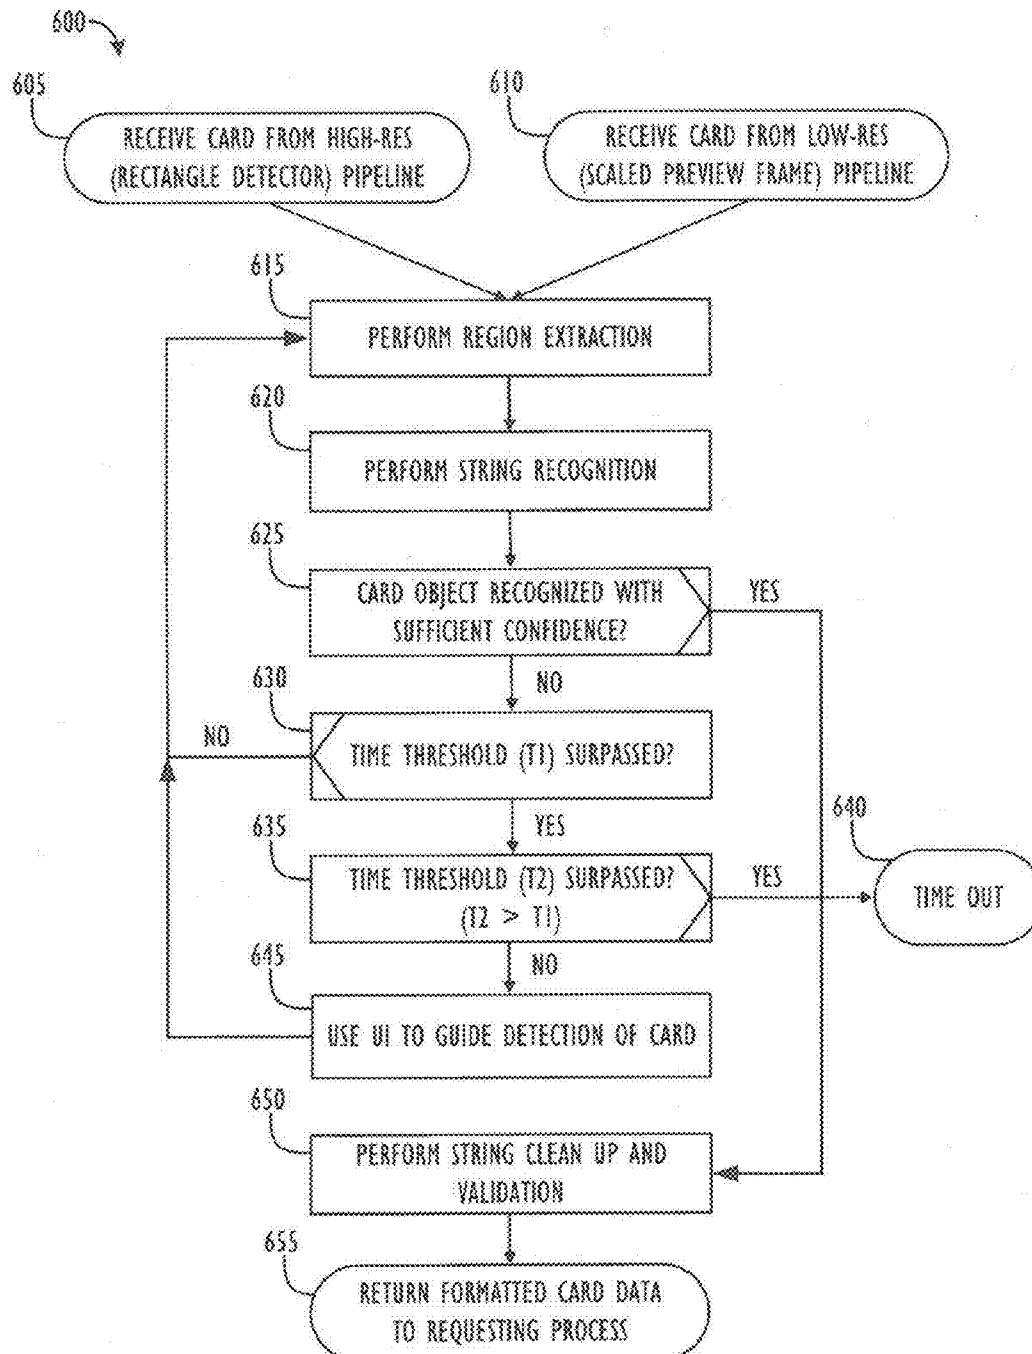 600
605
610
RECEIVE CARD FROM HIGH-RES
(RECTANGLE DETECTOR) PIPELINE
RECEIVE CARD FROM LOW-RES
(SCALED PREVIEW FRAME) PIPELINE
615
PERFORM REGION EXTRACTION
620
PERFORM STRING RECOGNITION
625
CARD OBJECT RECOGNIZED WITH
SUFFICIENT CONFIDENCE?
YES
NO
630
NO
TIME THRESHOLD (T1) SURPASSED?
YES
635
640
TIME THRESHOLD (T2) SURPASSED?
(T2 > T1)
YES
TIME OUT
NO
645
USE UI TO GUIDE DETECTION OF CARD
650
PERFORM STRING CLEAN UP AND
VALIDATION
655
RETURN FORMATTED CARD DATA
TO REQUESTING PROCESS